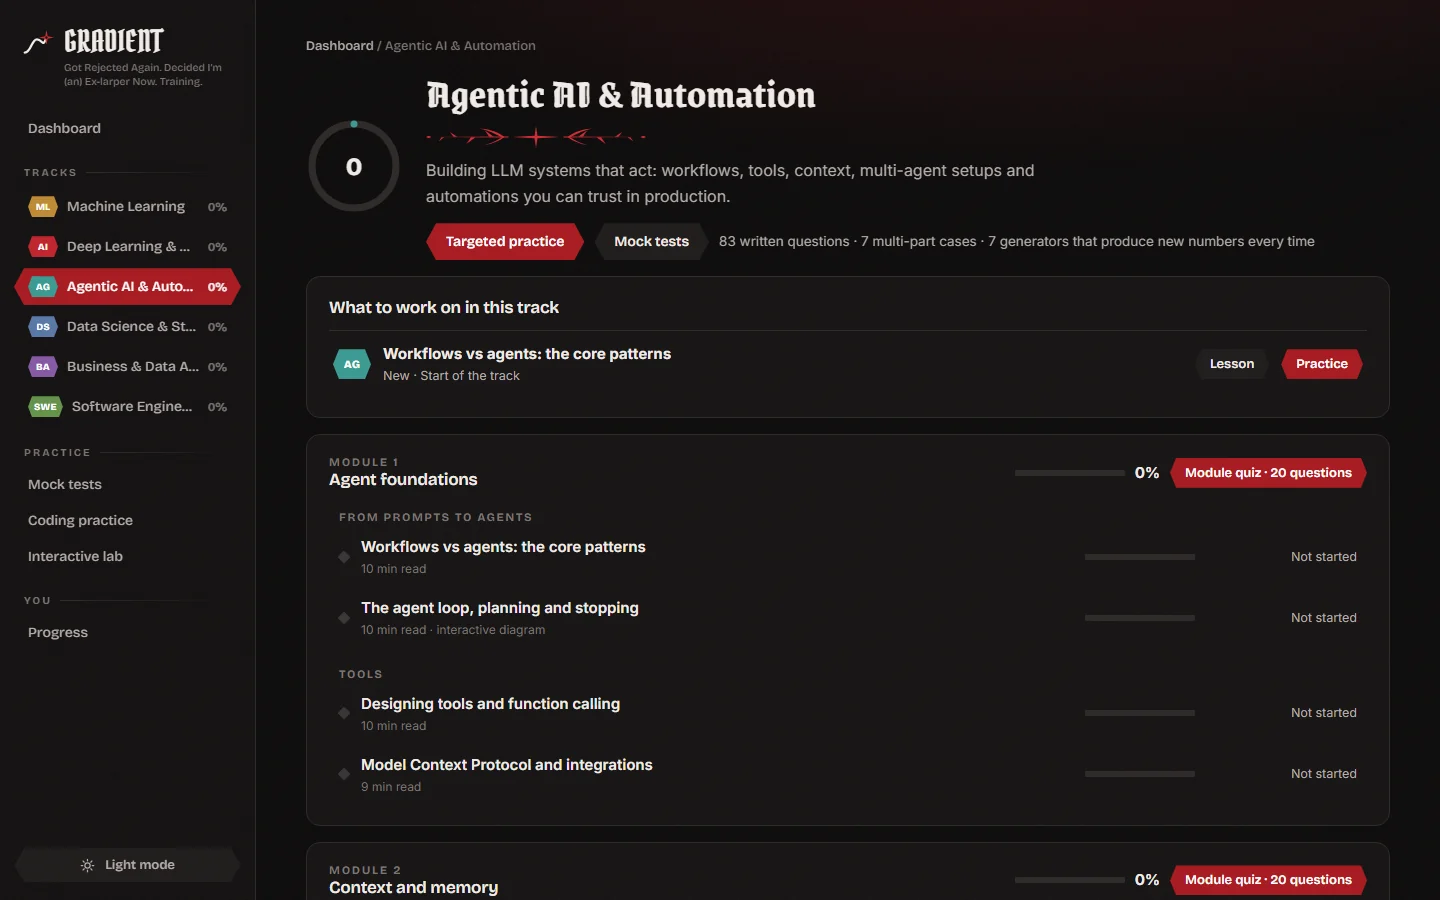 GRADIENT
Got Rejected Again. Decided I'm
(an) Ex-larper Now. Training.
Dashboard
TRACKS
ML Machine Learning 0%
AI Deep Learning & ... 0%
AG Agentic AI & Auto... 0%
DS Data Science & St... 0%
BA Business & Data A... 0%
SWE Software Engine... 0%
PRACTICE
Mock tests
Coding practice
Interactive lab
YOU
Progress
Light mode
Dashboard / Agentic AI & Automation
0
Agentic AI & Automation
Building LLM systems that act: workflows, tools, context, multi-agent setups and
automations you can trust in production.
Targeted practice Mock tests 83 written questions · 7 multi-part cases · 7 generators that produce new numbers every time
What to work on in this track
AG Workflows vs agents: the core patterns
New · Start of the track
Lesson Practice
MODULE 1
Agent foundations
0% Module quiz · 20 questions
FROM PROMPTS TO AGENTS
Workflows vs agents: the core patterns
10 min read
Not started
The agent loop, planning and stopping
10 min read · interactive diagram
Not started
TOOLS
Designing tools and function calling
10 min read
Not started
Model Context Protocol and integrations
9 min read
Not started
MODULE 2
Context and memory
0% Module quiz · 20 questions